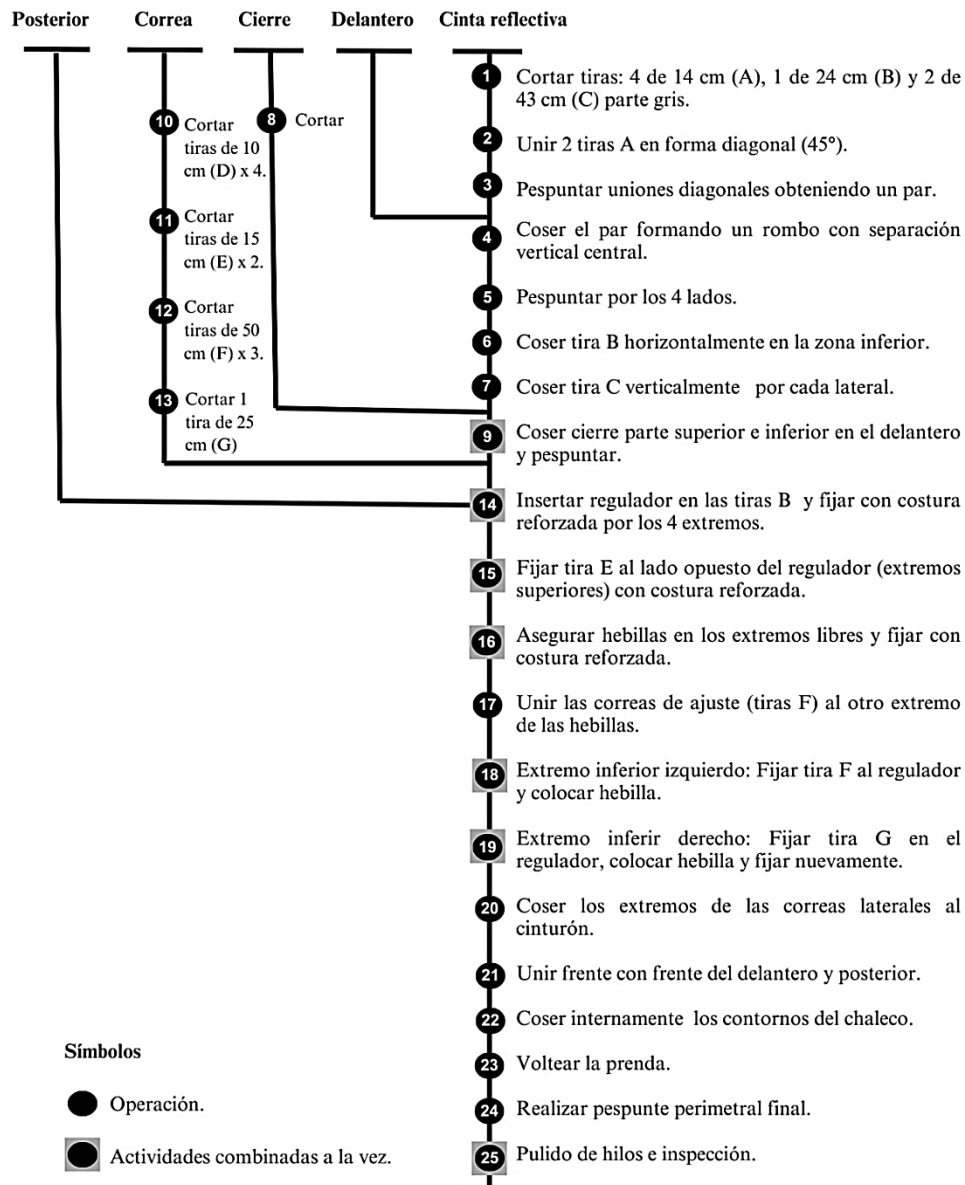 Posterior Correa Cierre Delantero Cinta reflectiva
1 Cortar tiras: 4 de 14 cm (A), 1 de 24 cm (B) y 2 de
43 cm (C) parte gris.
2 Unir 2 tiras A en forma diagonal (45°).
3 Pespuntar uniones diagonales obteniendo un par.
4 Coser el par formando un rombo con separación
vertical central.
5 Pespuntar por los 4 lados.
6 Coser tira B horizontalmente en la zona inferior.
7 Coser tira C verticalmente por cada lateral.
8 Cortar
9 Coser cierre parte superior e inferior en el delantero
y pespuntar.
10 Cortar
tiras de 10
cm (D) x 4.
11 Cortar
tiras de 15
cm (E) x 2.
12 Cortar
tiras de 50
cm (F) x 3.
13 Cortar 1
tira de 25
cm (G)
14 Insertar regulador en las tiras B y fijar con costura
reforzada por los 4 extremos.
15 Fijar tira E al lado opuesto del regulador (extremos
superiores) con costura reforzada.
16 Asegurar hebillas en los extremos libres y fijar con
costura reforzada.
17 Unir las correas de ajuste (tiras F) al otro extremo
de las hebillas.
18 Extremo inferior izquierdo: Fijar tira F al regulador
y colocar hebilla.
19 Extremo inferir derecho: Fijar tira G en el
regulador, colocar hebilla y fijar nuevamente.
20 Coser los extremos de las correas laterales al
cinturón.
21 Unir frente con frente del delantero y posterior.
22 Coser internamente los contornos del chaleco.
23 Voltear la prenda.
24 Realizar pespunte perimetral final.
25 Pulido de hilos e inspección.
Símbolos
Operación.
Actividades combinadas a la vez.